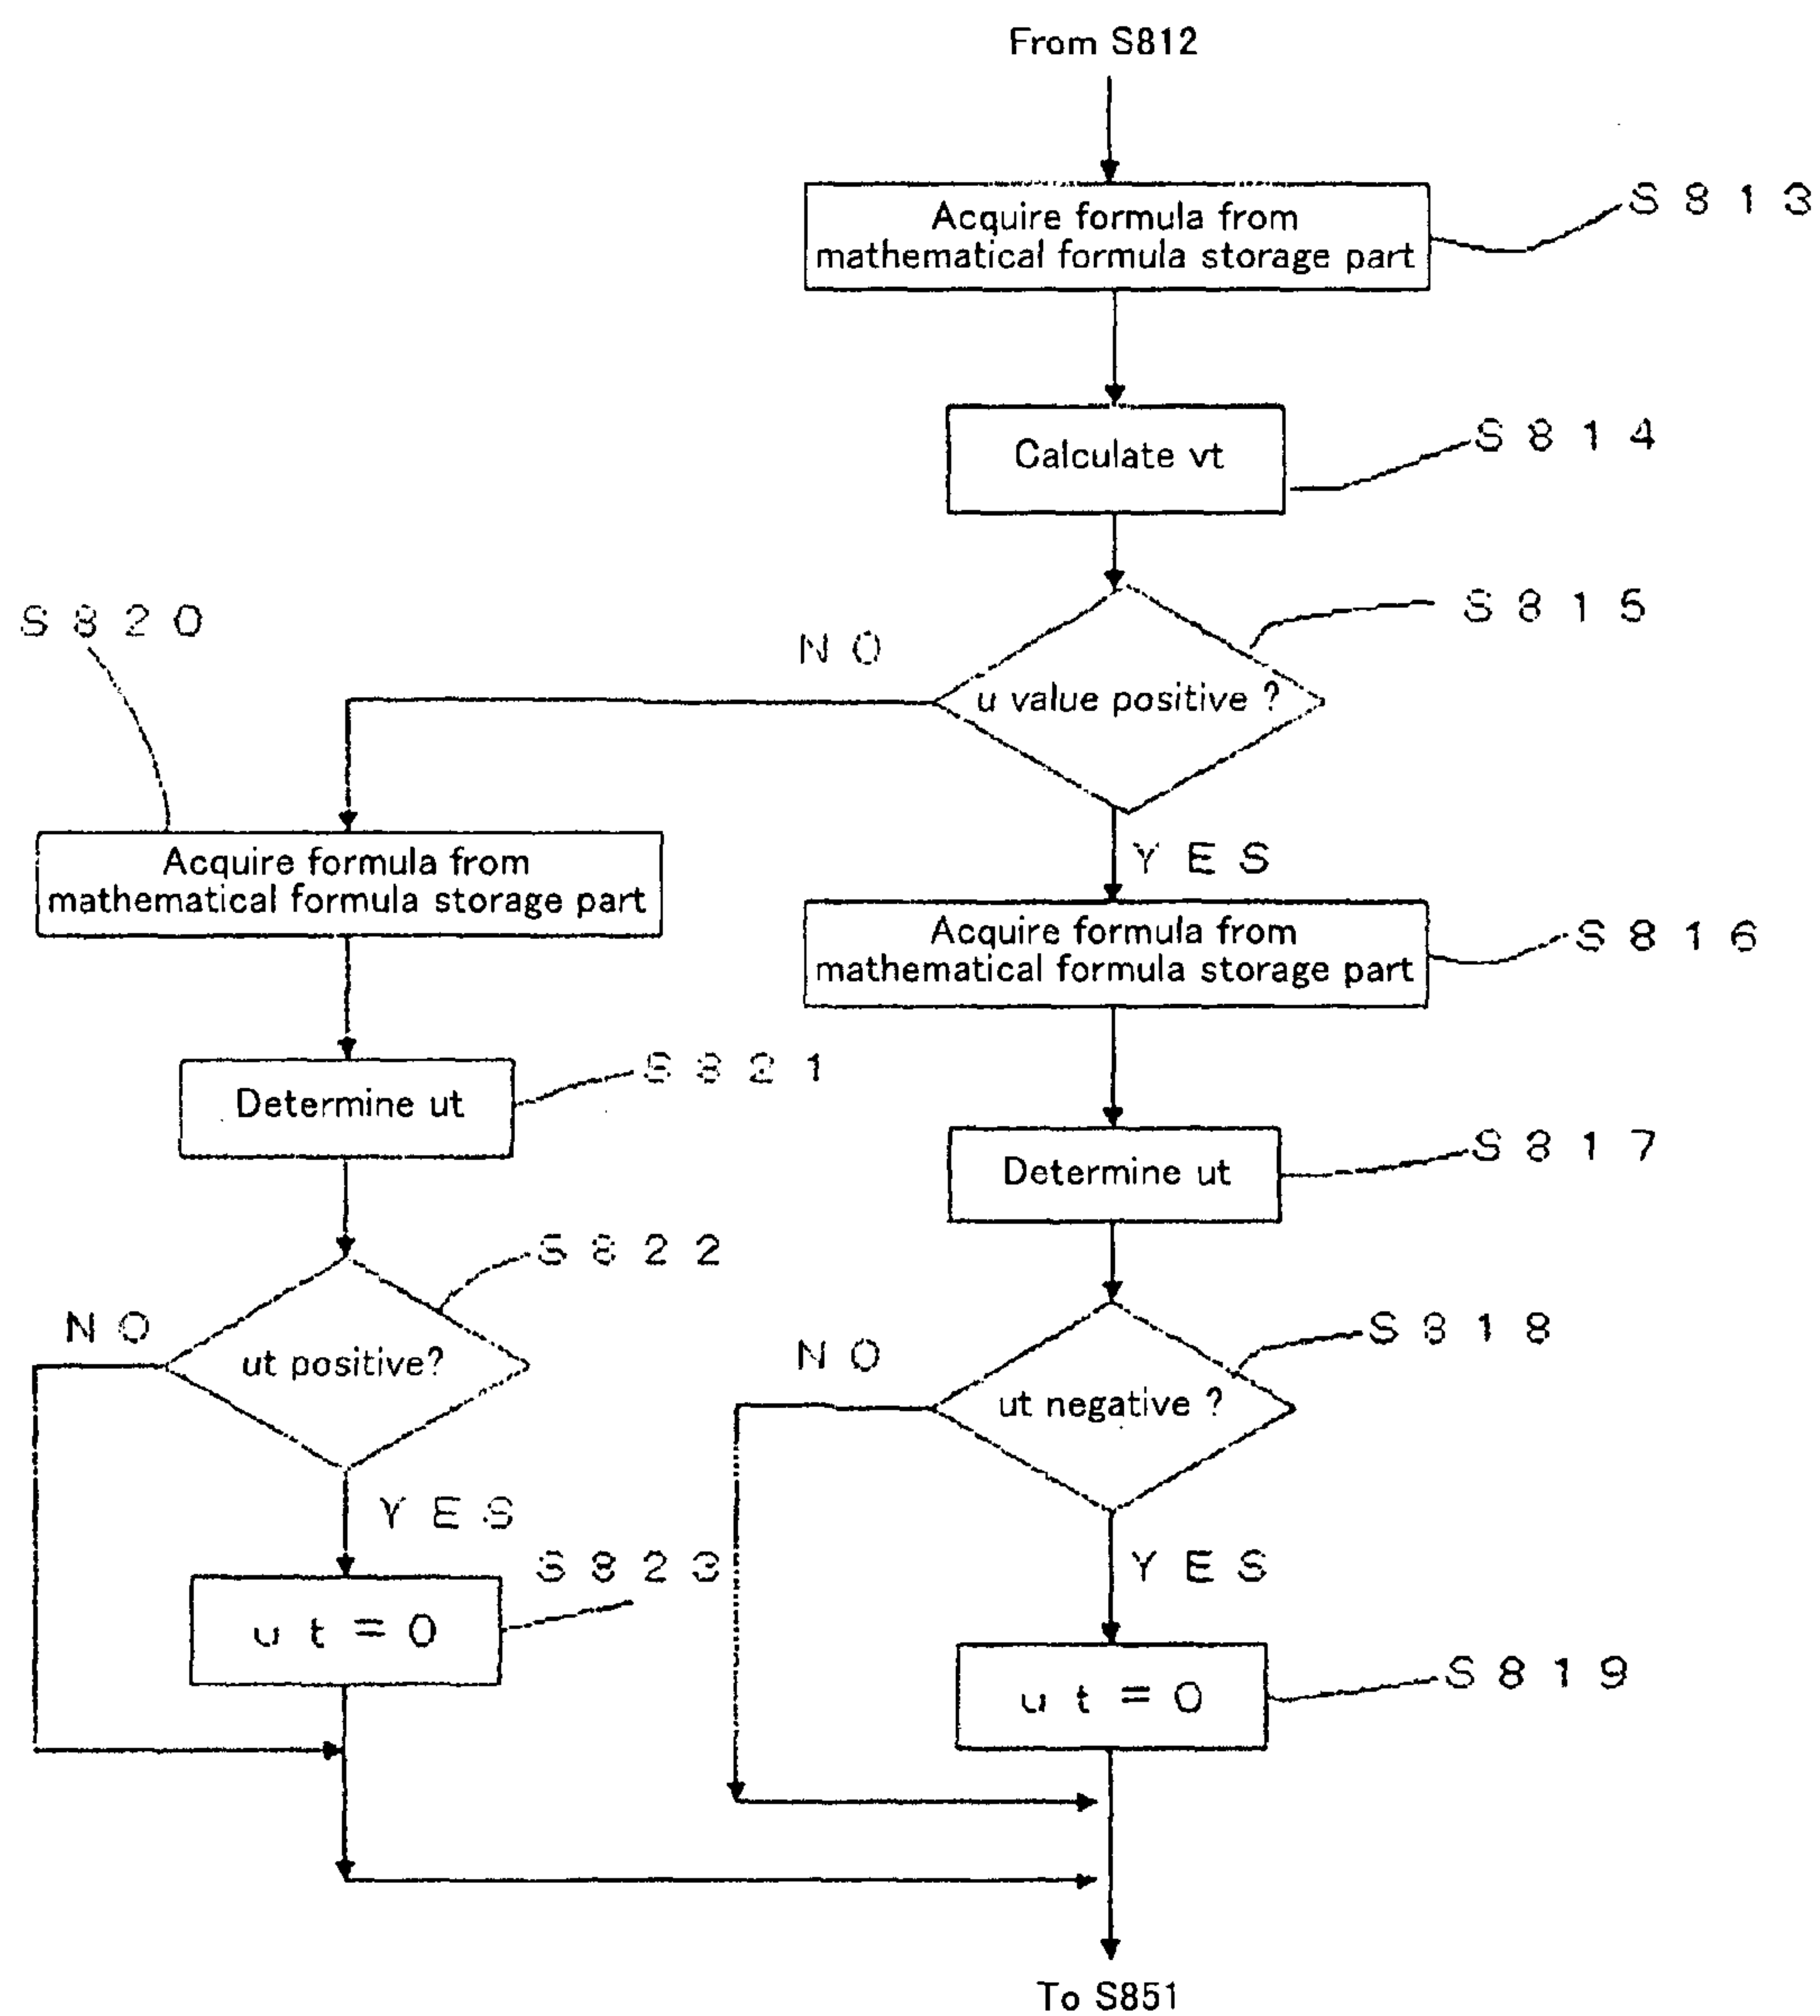 From S812
Acquire formula from
mathematical formula storage part
S813
Calculate vt
S814
S815
u value positive ?
NO
S820
YES
Acquire formula from
mathematical formula storage part
Acquire formula from
mathematical formula storage part
S816
Determine ut
S821
Determine ut
S817
S822
NO
ut positive?
S818
NO
ut negative ?
YES
S823
YES
ut = 0
ut = 0
S819
To S851